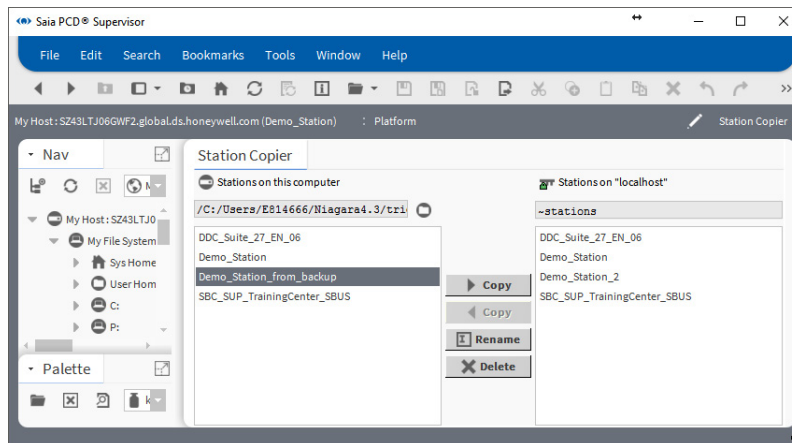 Saia PCD® Supervisor
File Edit Search Bookmarks Tools Window Help
My Host : SZ43LTJ06GWF2.global.ds.honeywell.com (Demo_Station) : Platform Station Copier
Nav
My Host : SZ43LTJ0
My File System
Sys Home
User Hom
C:
P:
Palette
Station Copier
Stations on this computer
/C:/Users/E814666/Niagara4.3/tri
DDC_Suite_27_EN_06
Demo_Station
Demo_Station_from_backup
SBC_SUP_TrainingCenter_SBUS
Copy
Copy
Rename
Delete
Stations on "localhost"
~stations
DDC_Suite_27_EN_06
Demo_Station
Demo_Station_2
SBC_SUP_TrainingCenter_SBUS